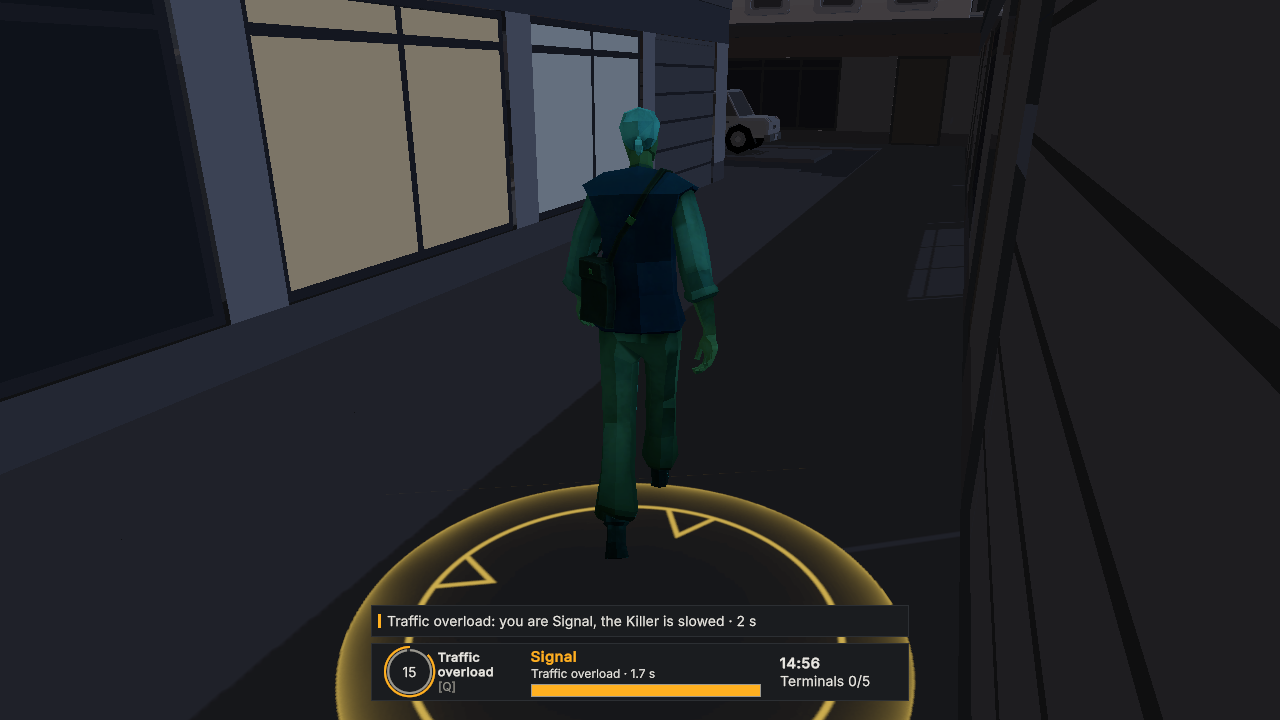 Traffic overload: you are Signal, the Killer is slowed · 2 s
15
Traffic
overload
[Q]
Signal
Traffic overload · 1.7 s
14:56
Terminals 0/5